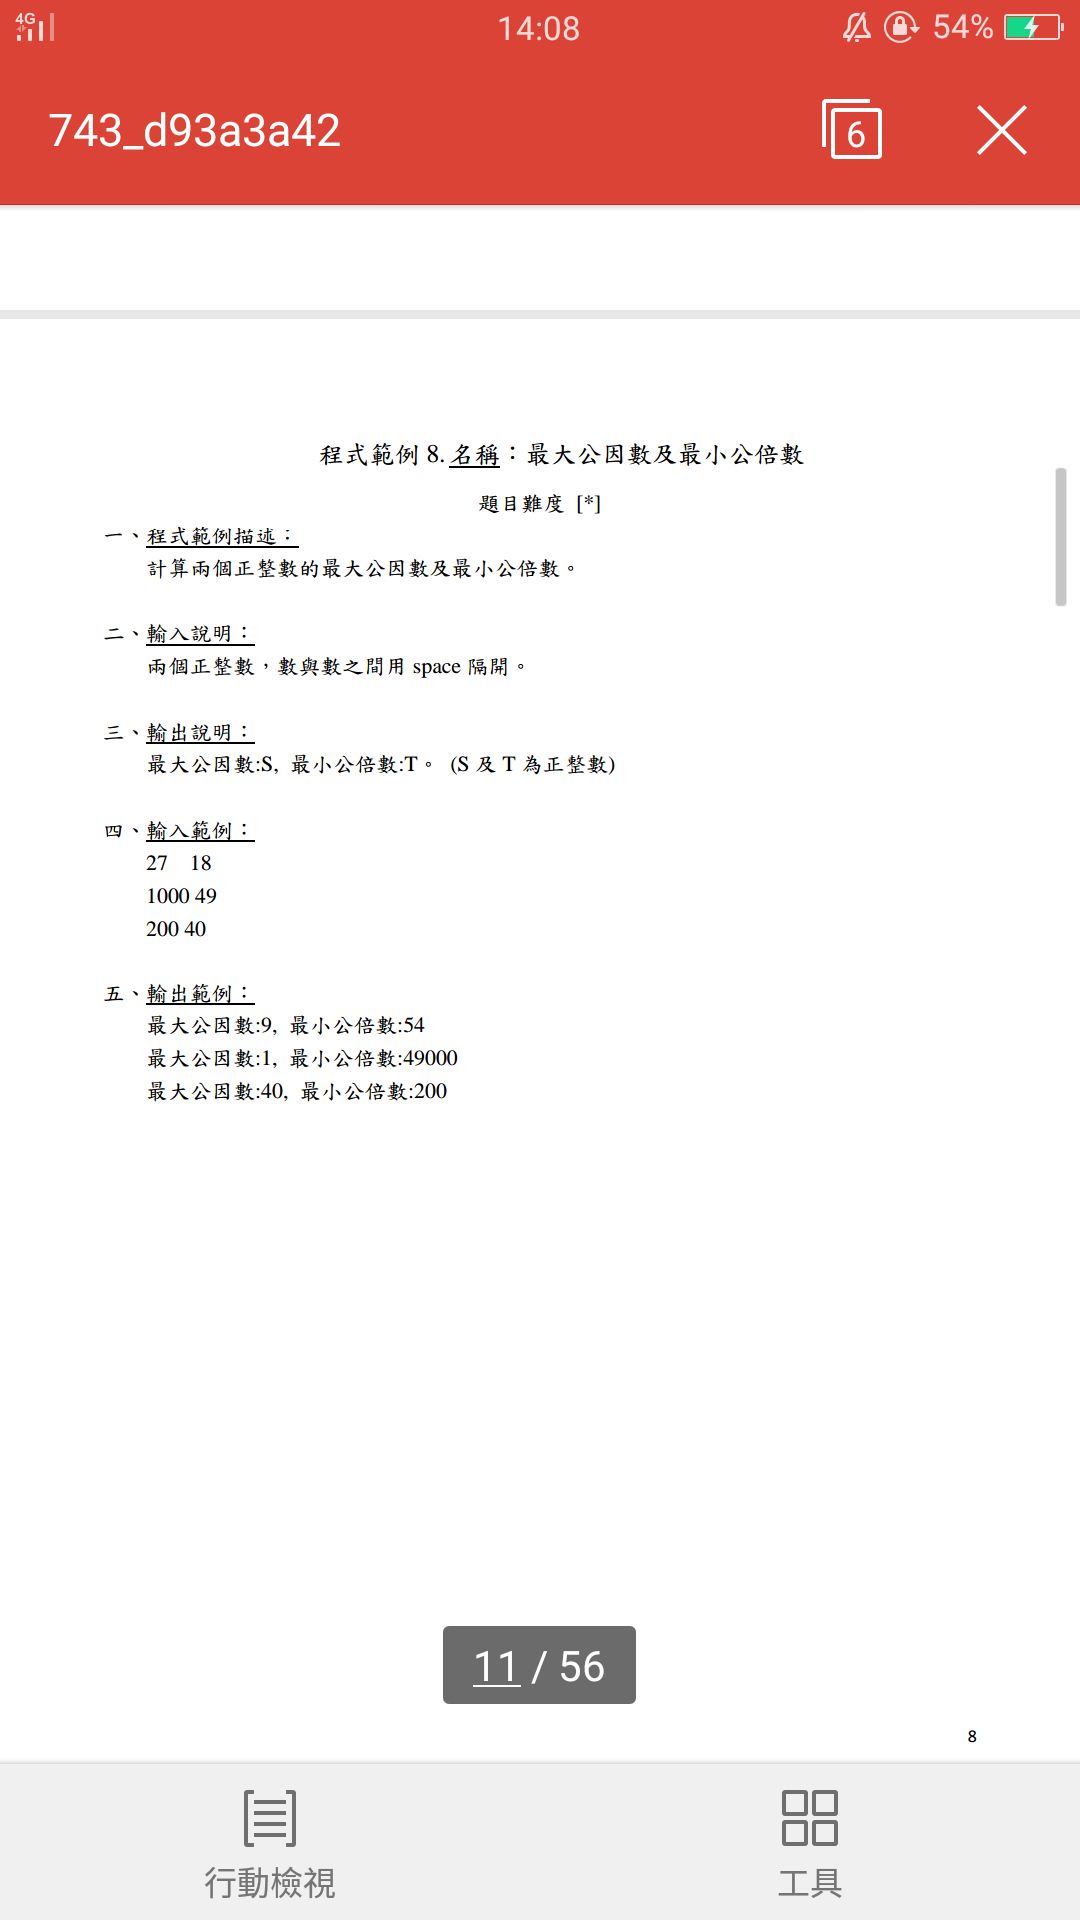 4G 14:08 54%
743_d93a3a42 6
程式範例 8. 名稱：最大公因數及最小公倍數
題目難度 [*]
一、程式範例描述：
計算兩個正整數的最大公因數及最小公倍數。
二、輸入說明：
兩個正整數，數與數之間用 space 隔開。
三、輸出說明：
最大公因數:S, 最小公倍數:T。 (S 及 T 為正整數)
四、輸入範例：
27 18
1000 49
200 40
五、輸出範例：
最大公因數:9, 最小公倍數:54
最大公因數:1, 最小公倍數:49000
最大公因數:40, 最小公倍數:200
11 / 56
8
行動檢視 工具